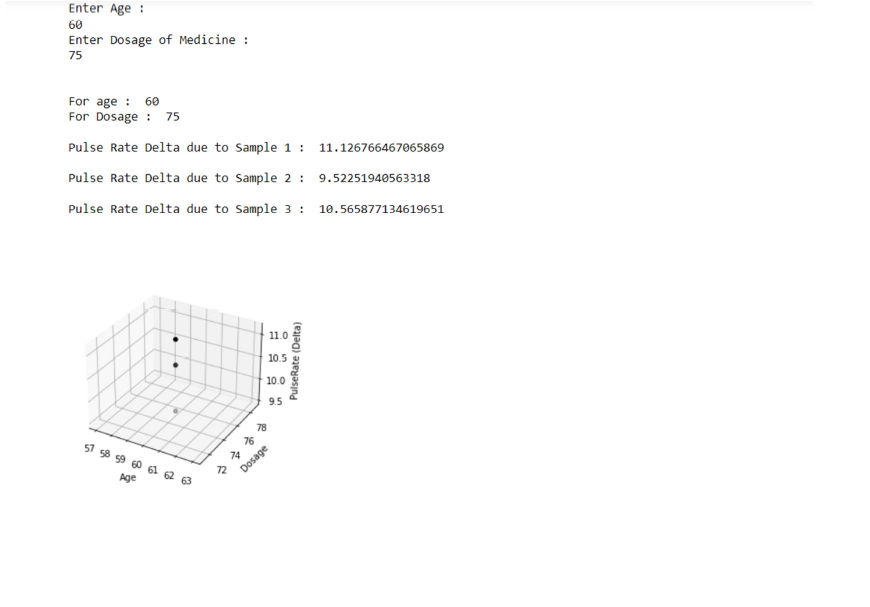 Enter Age :
60
Enter Dosage of Medicine :
75
For age :  60
For Dosage :  75
Pulse Rate Delta due to Sample 1 :  11.126766467065869
Pulse Rate Delta due to Sample 2 :  9.52251940563318
Pulse Rate Delta due to Sample 3 :  10.565877134619651
11.0
10.5
10.0
9.5
PulseRate (Delta)
78
76
74
72
Dosage
57 58 59 60 61 62 63
Age